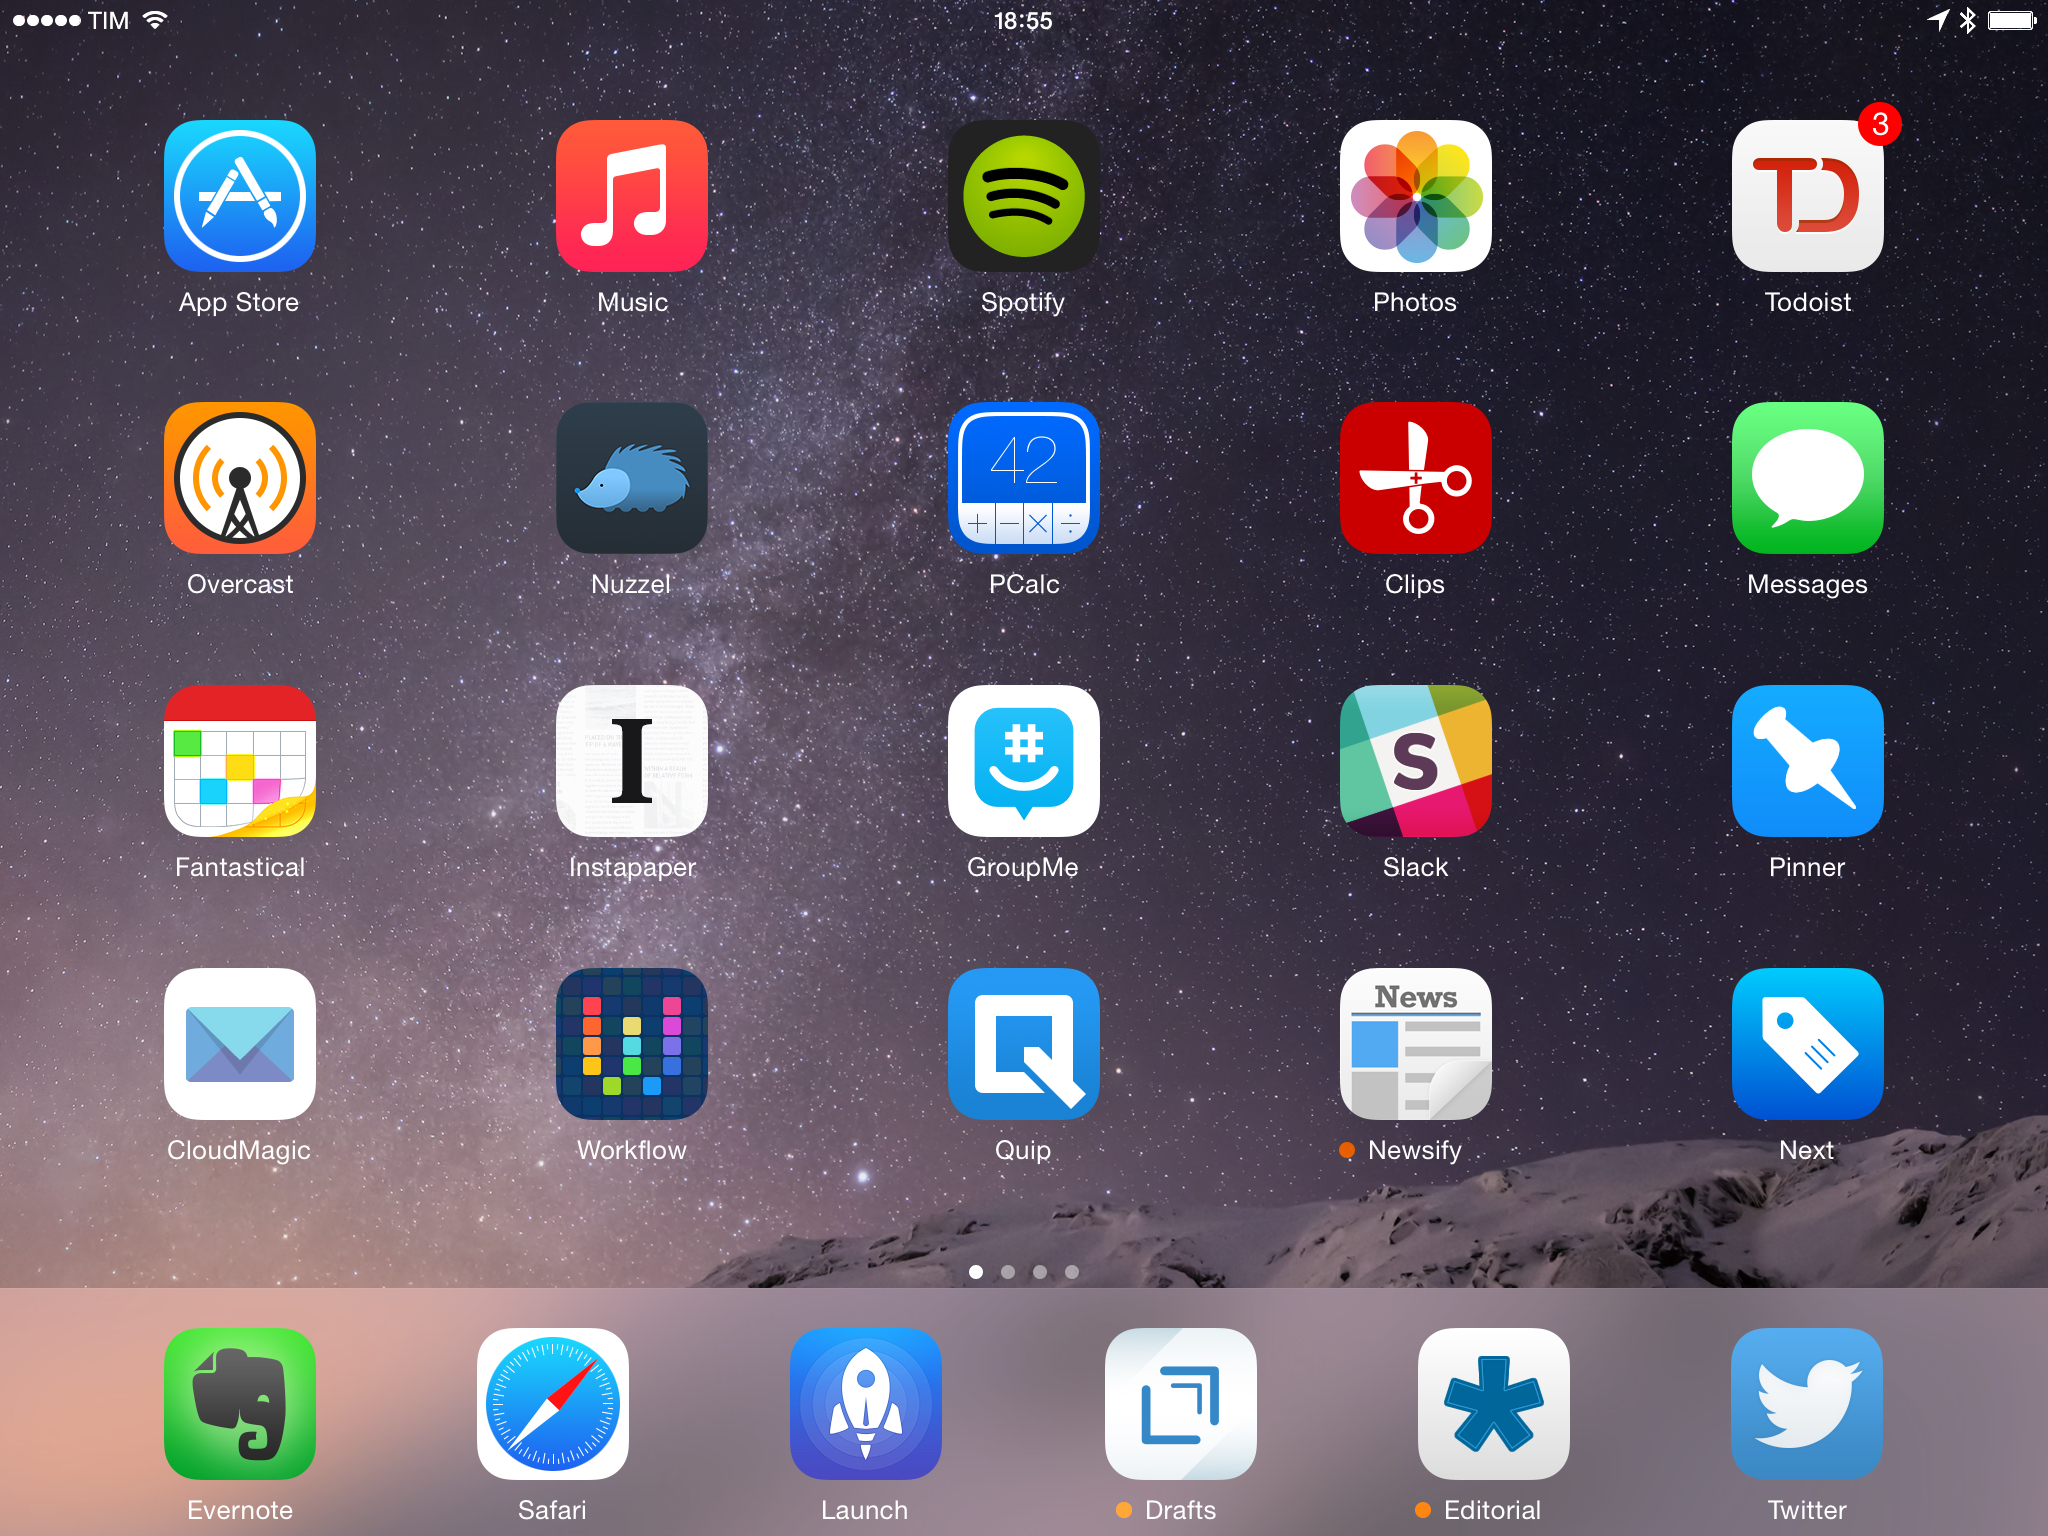 TIM 18:55
3
App Store Music Spotify Photos Todoist
42
Overcast Nuzzel PCalc Clips Messages
I
S
Fantastical Instapaper GroupMe Slack Pinner
News
CloudMagic Workflow Quip Newsify Next
Evernote Safari Launch Drafts Editorial Twitter